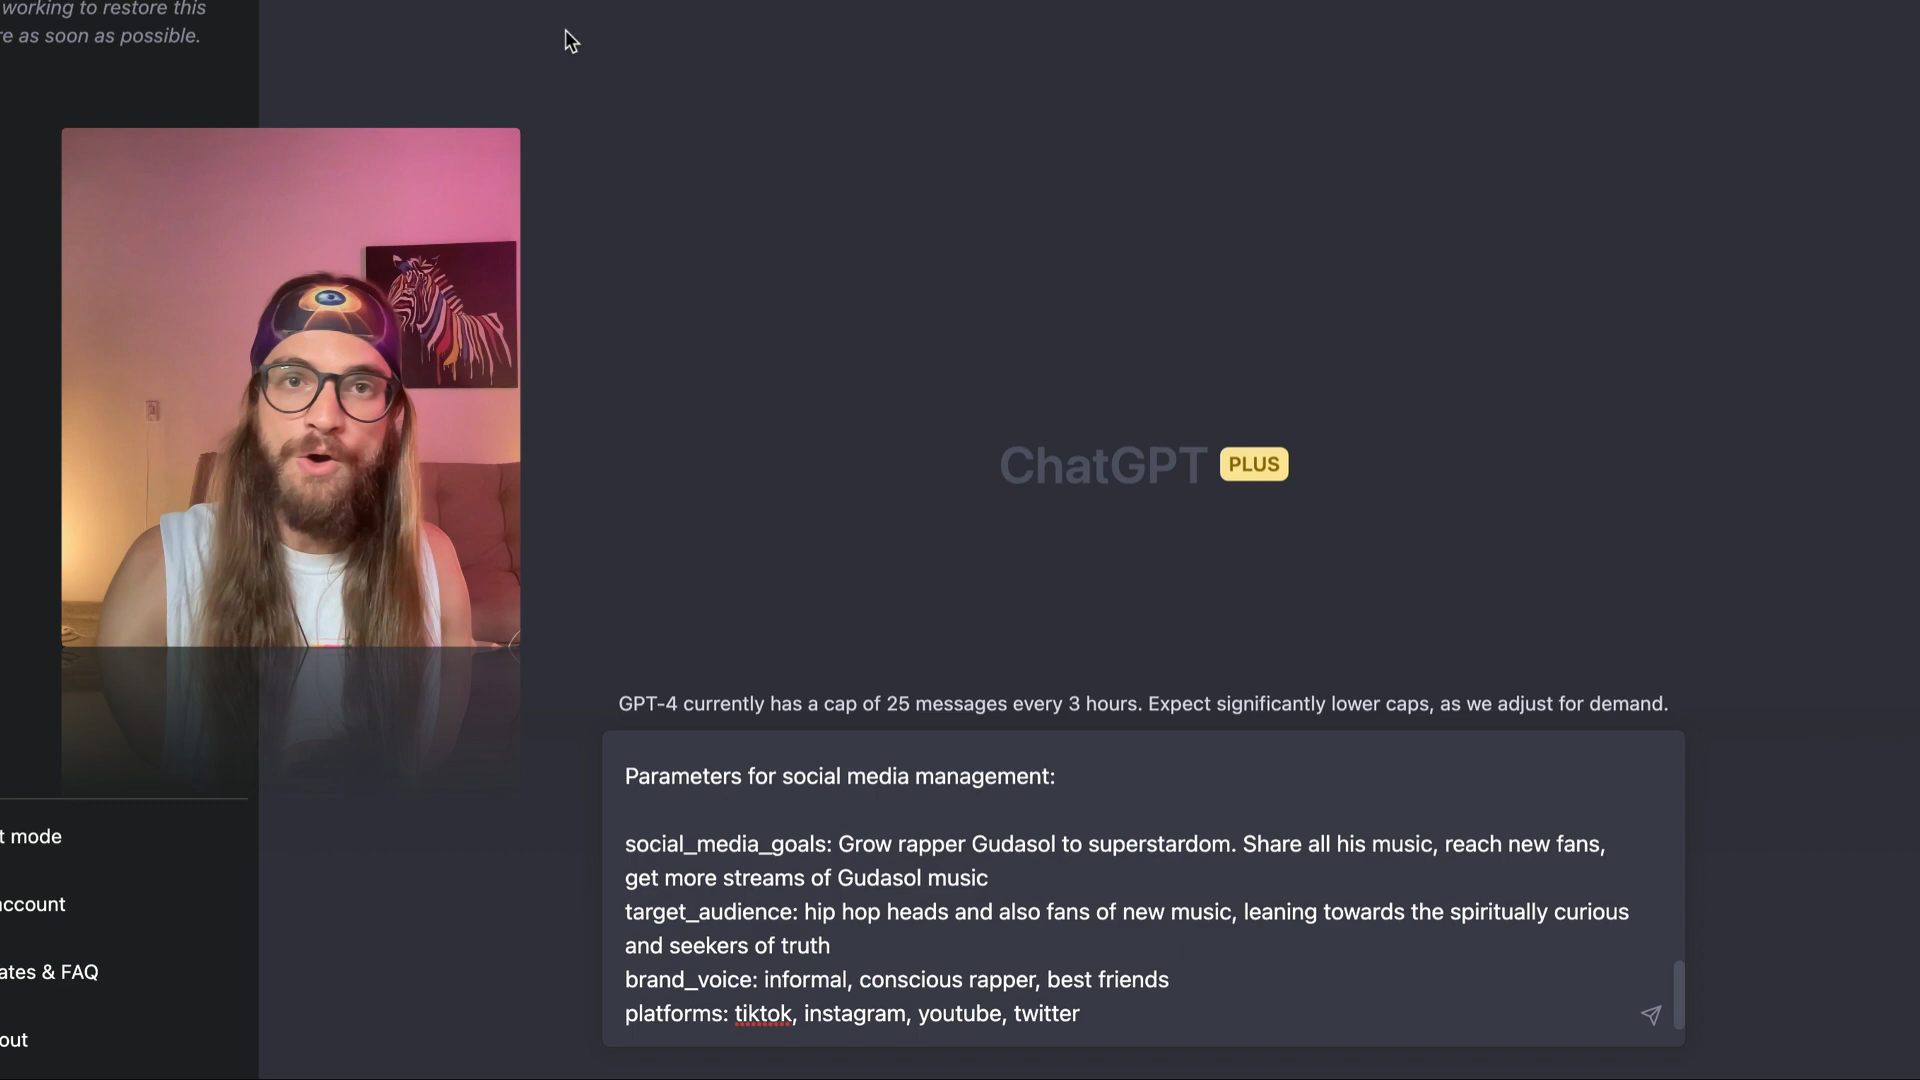 working to restore this
re as soon as possible.
ChatGPT PLUS
GPT-4 currently has a cap of 25 messages every 3 hours. Expect significantly lower caps, as we adjust for demand.
Parameters for social media management:
social_media_goals: Grow rapper Gudasol to superstardom. Share all his music, reach new fans,
get more streams of Gudasol music
target_audience: hip hop heads and also fans of new music, leaning towards the spiritually curious
and seekers of truth
brand_voice: informal, conscious rapper, best friends
platforms: tiktok, instagram, youtube, twitter
t mode
account
ates & FAQ
out